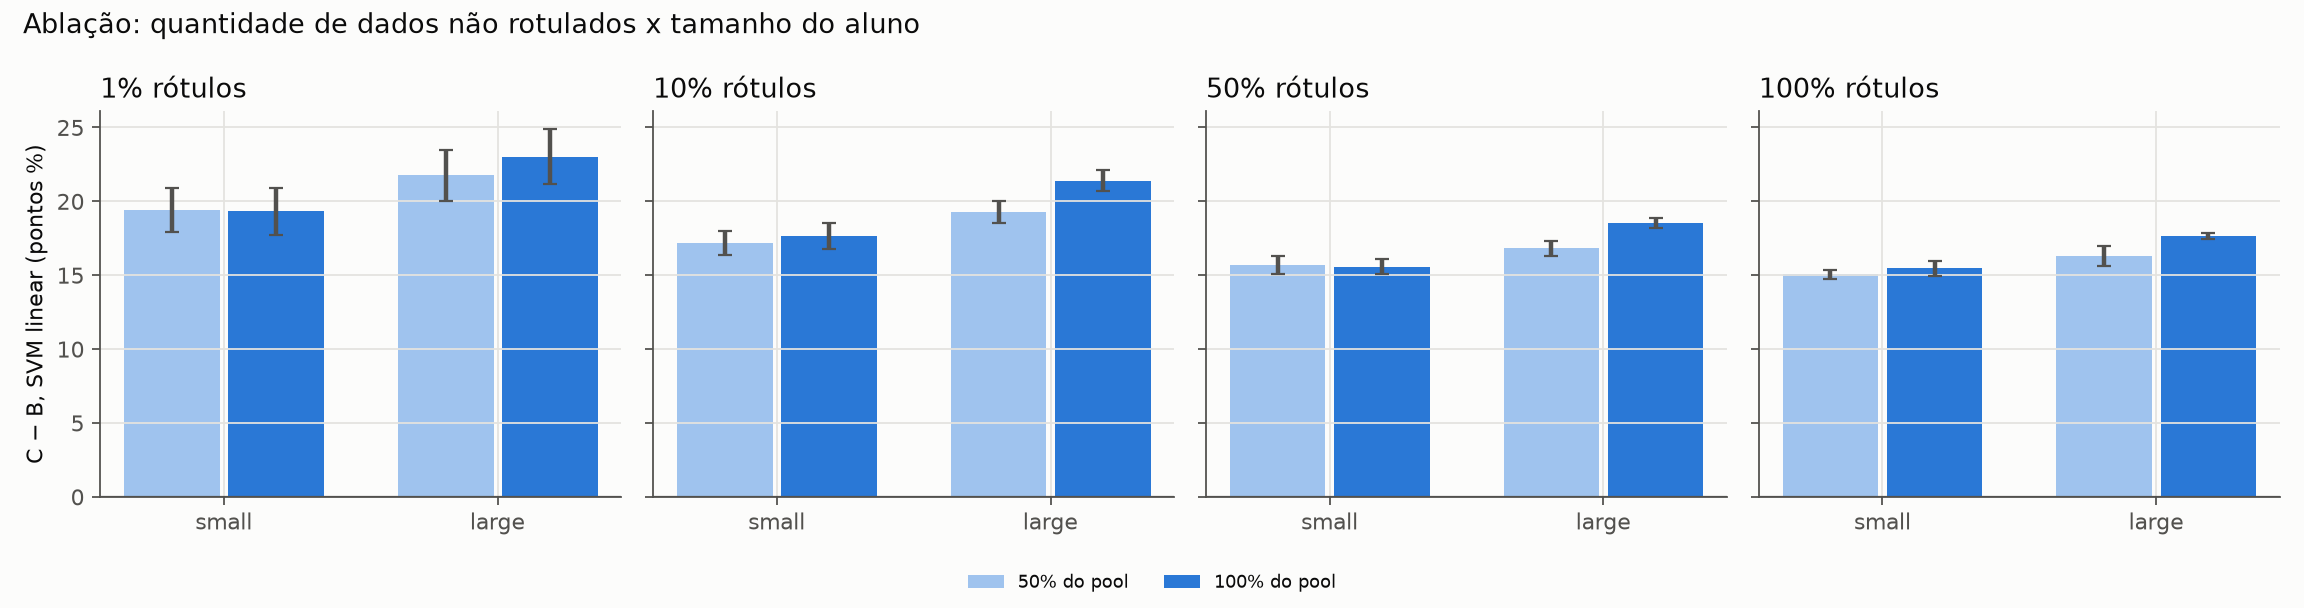 Ablação: quantidade de dados não rotulados x tamanho do aluno
1% rótulos
10% rótulos
50% rótulos
100% rótulos
C − B, SVM linear (pontos %)
25
20
15
10
5
0
small
large
small
large
small
large
small
large
50% do pool
100% do pool